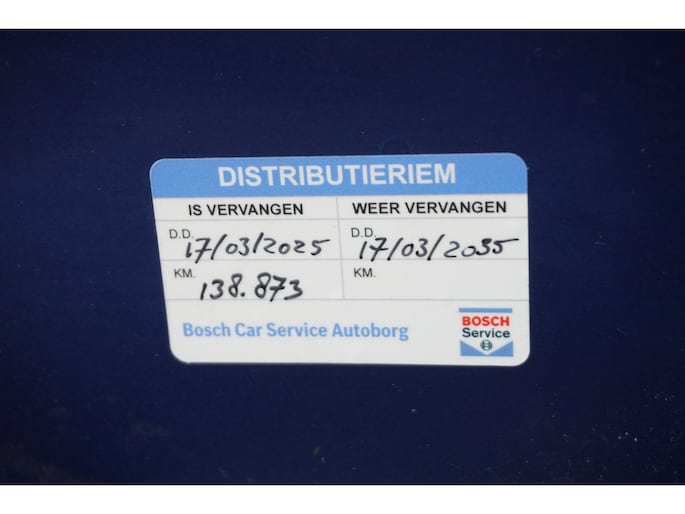 DISTRIBUTIERIEM
IS VERVANGEN WEER VERVANGEN
D.D. 17/03/2025 D.D. 17/03/2035
KM. 138.873 KM.
Bosch Car Service Autoborg
BOSCH
Service